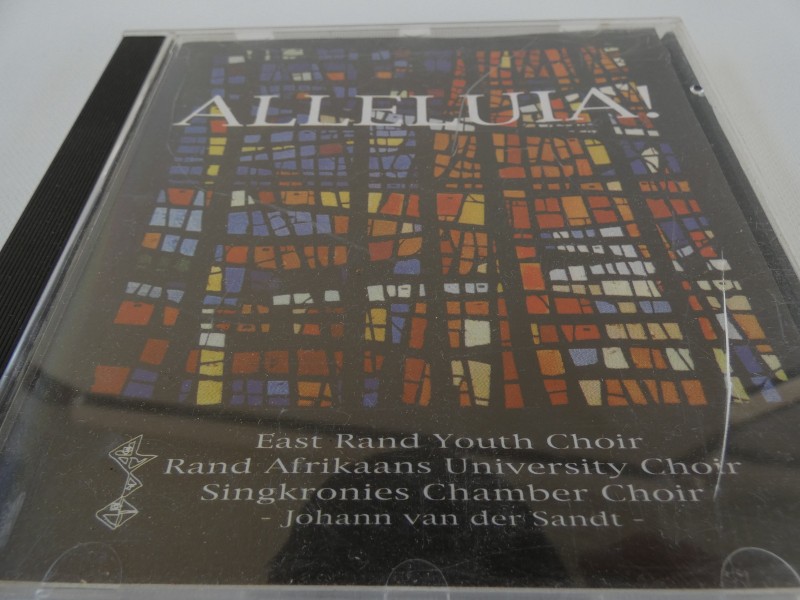 ALLELUIA!
East Rand Youth Choir
Rand Afrikaans University Choir
Singkronies Chamber Choir
- Johann van der Sandt -